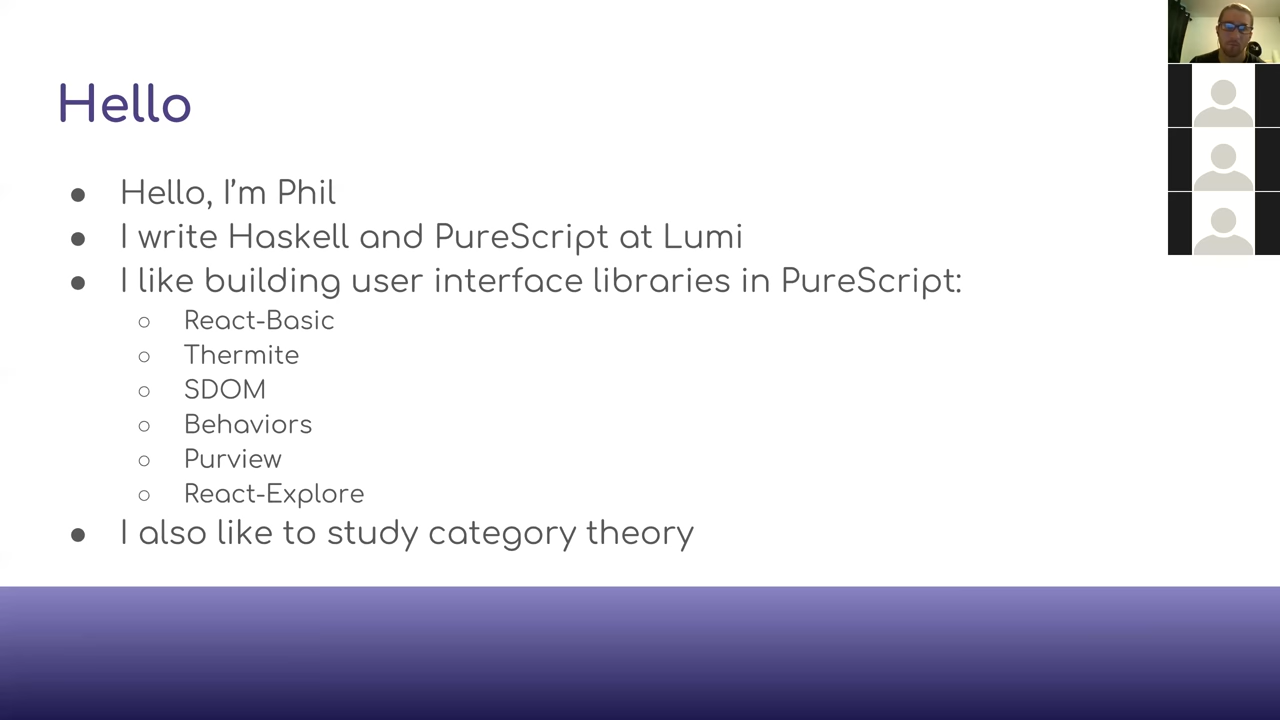 Hello
● Hello, I'm Phil
● I write Haskell and PureScript at Lumi
● I like building user interface libraries in PureScript:
○ React-Basic
○ Thermite
○ SDOM
○ Behaviors
○ Purview
○ React-Explore
● I also like to study category theory